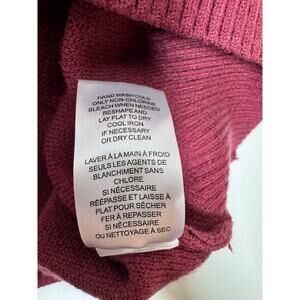 HAND WASH COLD
ONLY NON-CHLORINE
BLEACH WHEN NEEDED
RESHAPE AND
LAY FLAT TO DRY
COOL IRON
IF NECESSARY
OR DRY CLEAN
LAVER À LA MAIN À FROID
SEULS LES AGENTS DE
BLANCHIMENT SANS
CHLORE
SI NÉCESSAIRE
RÉÉPASSE ET LAISSE À
PLAT POUR SÉCHER
FER À REPASSER
SI NÉCESSAIRE
OU NETTOYAGE À SEC